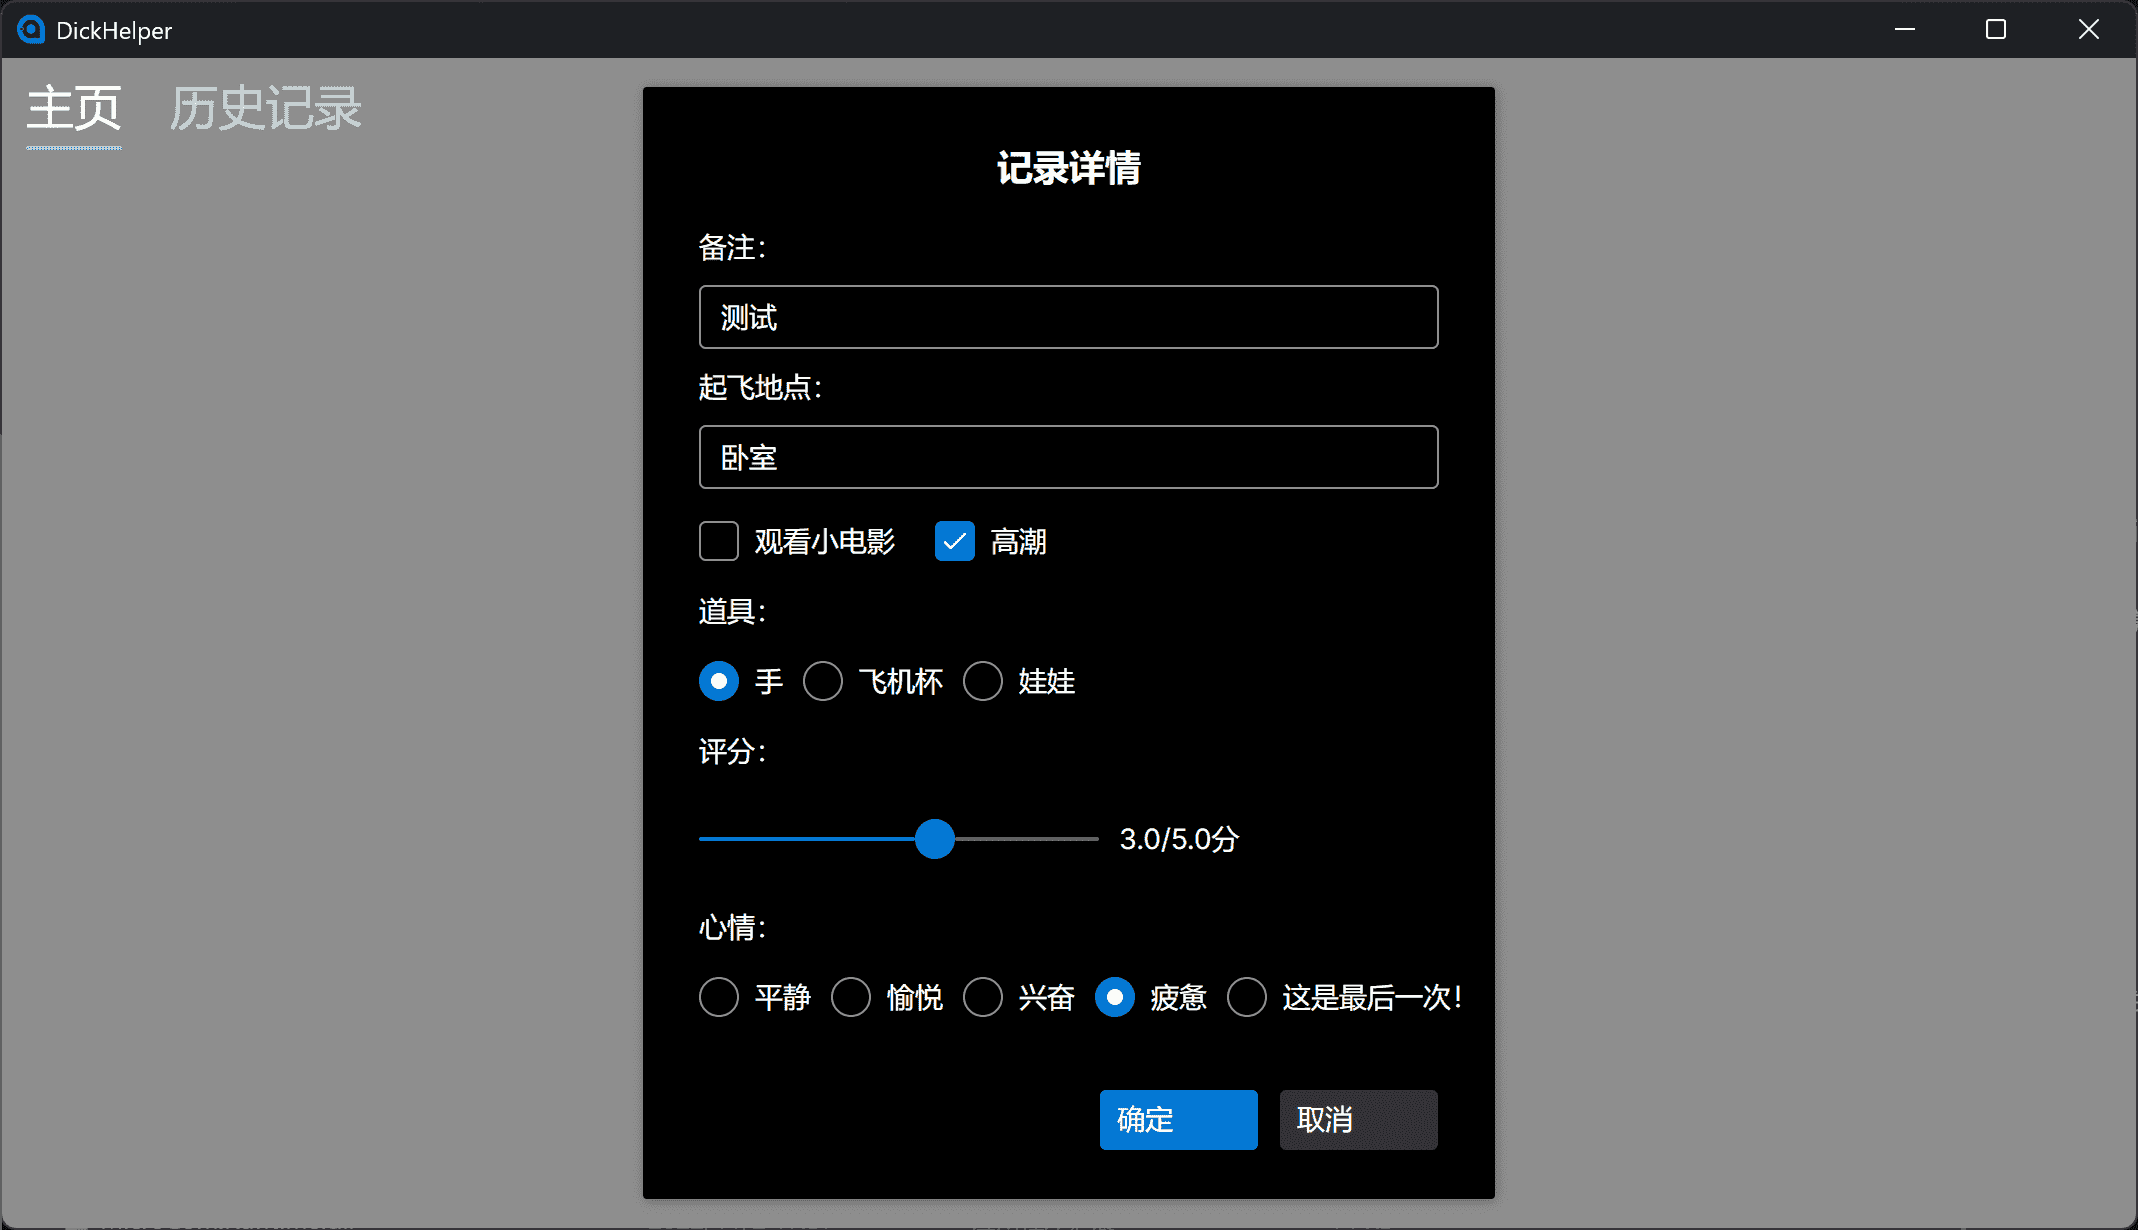 DickHelper
主页 历史记录
记录详情
备注：
测试
起飞地点：
卧室
观看小电影 高潮
道具：
手 飞机杯 娃娃
评分：
3.0/5.0分
心情：
平静 愉悦 兴奋 疲惫 这是最后一次！
确定 取消